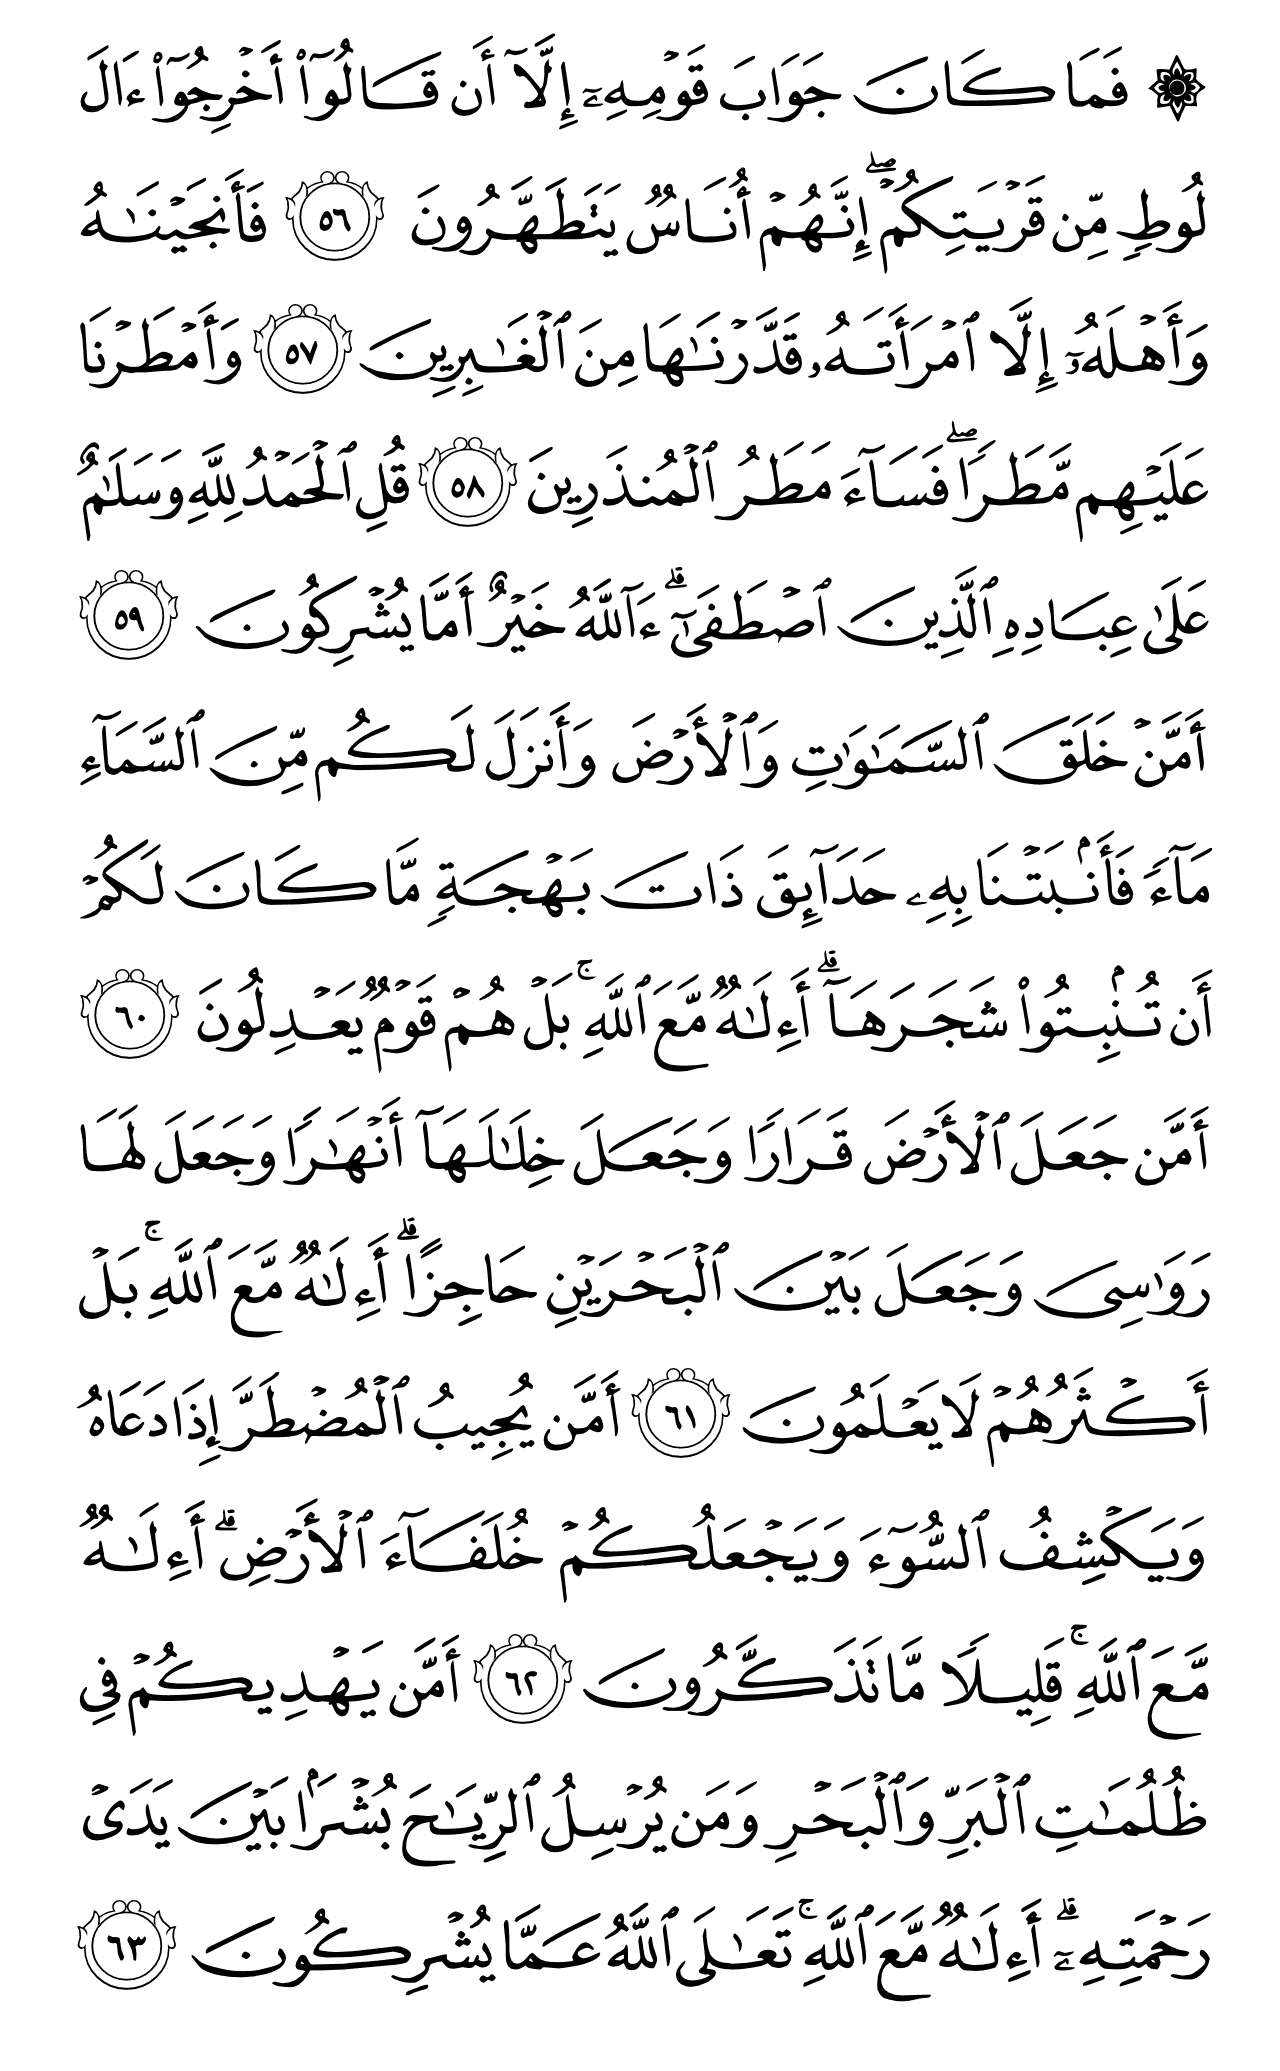 ۞ فَمَا كَانَ جَوَابَ قَوْمِهِۦٓ إِلَّآ أَن قَالُوٓا۟ أَخْرِجُوٓا۟ ءَالَ
لُوطٍ مِّن قَرْيَتِكُمْ ۖ إِنَّهُمْ أُنَاسٌ يَتَطَهَّرُونَ ٥٦ فَأَنجَيْنَـٰهُ
وَأَهْلَهُۥٓ إِلَّا ٱمْرَأَتَهُۥ قَدَّرْنَـٰهَا مِنَ ٱلْغَـٰبِرِينَ ٥٧ وَأَمْطَرْنَا
عَلَيْهِم مَّطَرًا ۖ فَسَآءَ مَطَرُ ٱلْمُنذَرِينَ ٥٨ قُلِ ٱلْحَمْدُ لِلَّهِ وَسَلَـٰمٌ
عَلَىٰ عِبَادِهِ ٱلَّذِينَ ٱصْطَفَىٰٓ ۗ ءَآللَّهُ خَيْرٌ أَمَّا يُشْرِكُونَ ٥٩
أَمَّنْ خَلَقَ ٱلسَّمَـٰوَٰتِ وَٱلْأَرْضَ وَأَنزَلَ لَكُم مِّنَ ٱلسَّمَآءِ
مَآءً فَأَنۢبَتْنَا بِهِۦ حَدَآئِقَ ذَاتَ بَهْجَةٍ مَّا كَانَ لَكُمْ
أَن تُنۢبِتُوا۟ شَجَرَهَآ ۗ أَءِلَـٰهٌ مَّعَ ٱللَّهِ ۚ بَلْ هُمْ قَوْمٌ يَعْدِلُونَ ٦٠
أَمَّن جَعَلَ ٱلْأَرْضَ قَرَارًا وَجَعَلَ خِلَـٰلَهَآ أَنْهَـٰرًا وَجَعَلَ لَهَا
رَوَٰسِىَ وَجَعَلَ بَيْنَ ٱلْبَحْرَيْنِ حَاجِزًا ۗ أَءِلَـٰهٌ مَّعَ ٱللَّهِ ۚ بَلْ
أَكْثَرُهُمْ لَا يَعْلَمُونَ ٦١ أَمَّن يُجِيبُ ٱلْمُضْطَرَّ إِذَا دَعَاهُ
وَيَكْشِفُ ٱلسُّوٓءَ وَيَجْعَلُكُمْ خُلَفَآءَ ٱلْأَرْضِ ۗ أَءِلَـٰهٌ
مَّعَ ٱللَّهِ ۚ قَلِيلًا مَّا تَذَكَّرُونَ ٦٢ أَمَّن يَهْدِيكُمْ فِى
ظُلُمَـٰتِ ٱلْبَرِّ وَٱلْبَحْرِ وَمَن يُرْسِلُ ٱلرِّيَـٰحَ بُشْرًۢا بَيْنَ يَدَىْ
رَحْمَتِهِۦٓ ۗ أَءِلَـٰهٌ مَّعَ ٱللَّهِ ۚ تَعَـٰلَى ٱللَّهُ عَمَّا يُشْرِكُونَ ٦٣